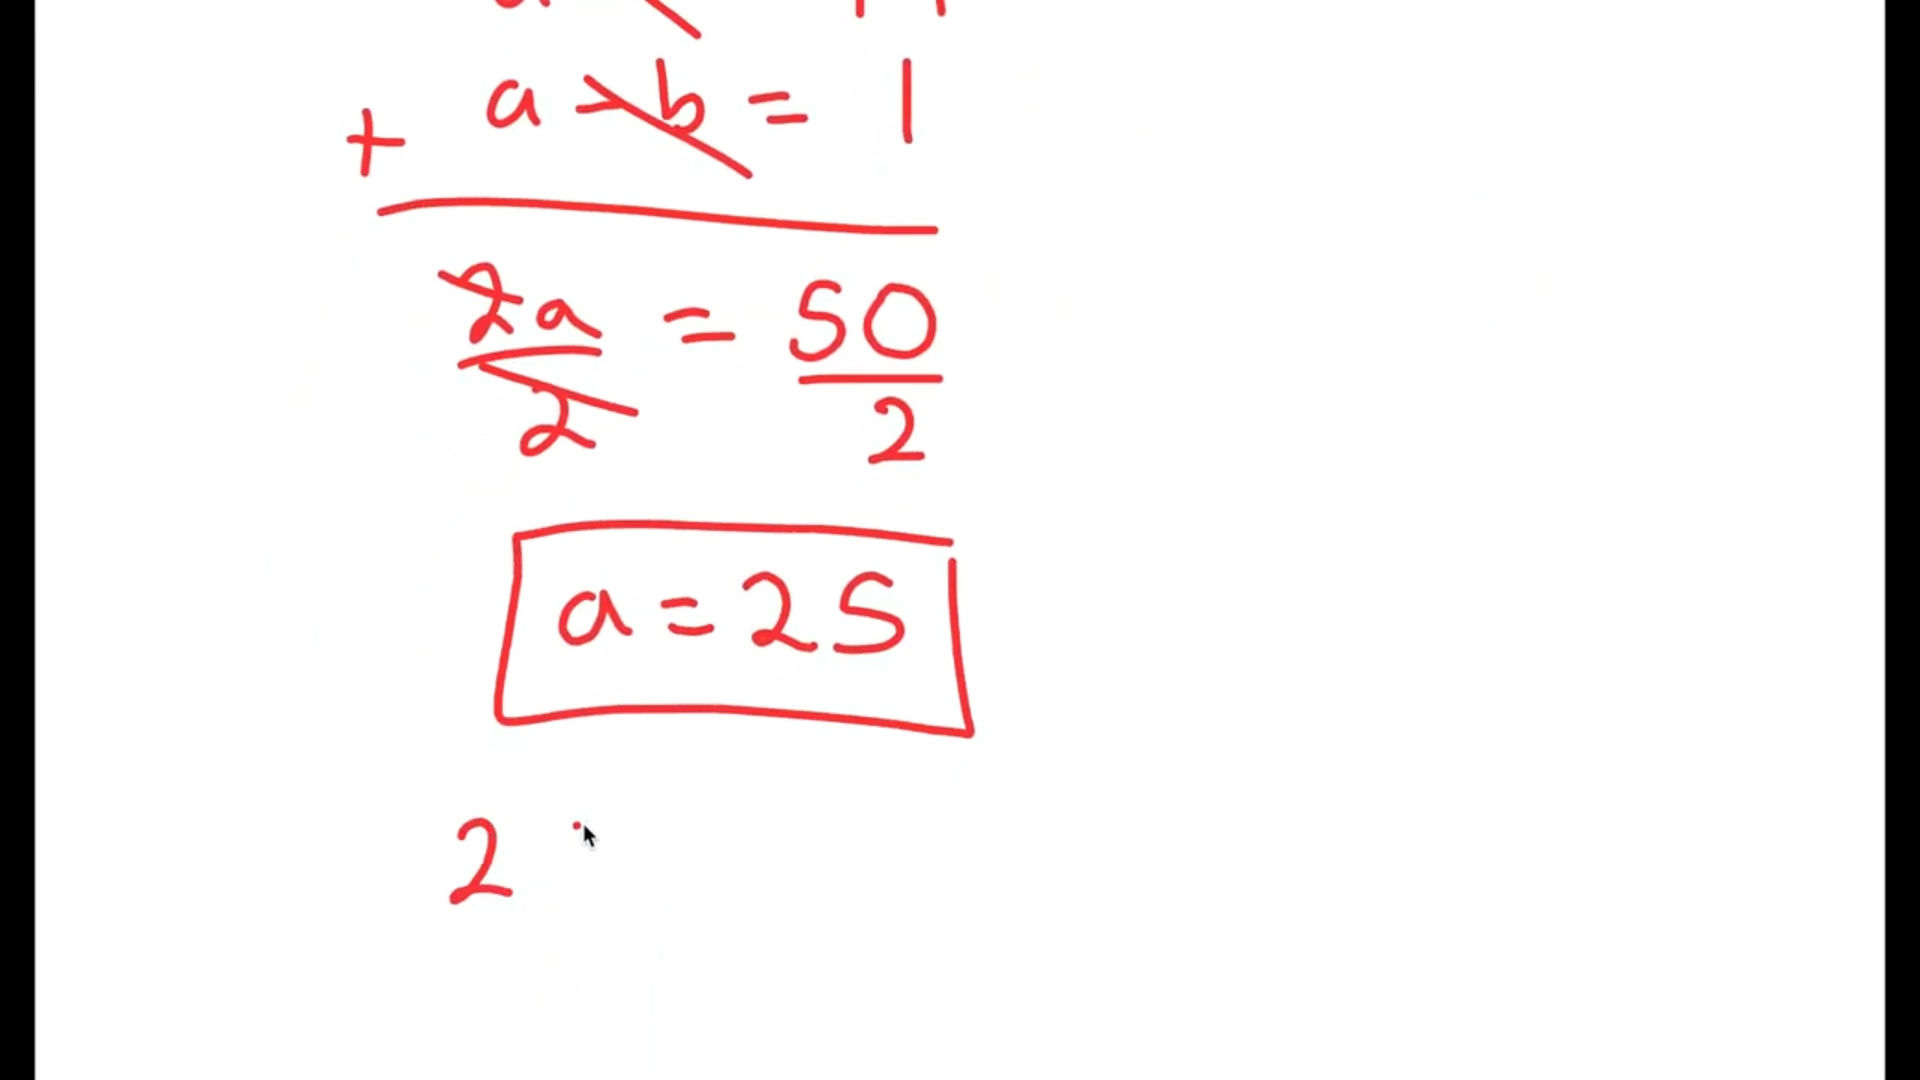 a - b = 1
+
2a = 50
2 2
a = 25
2